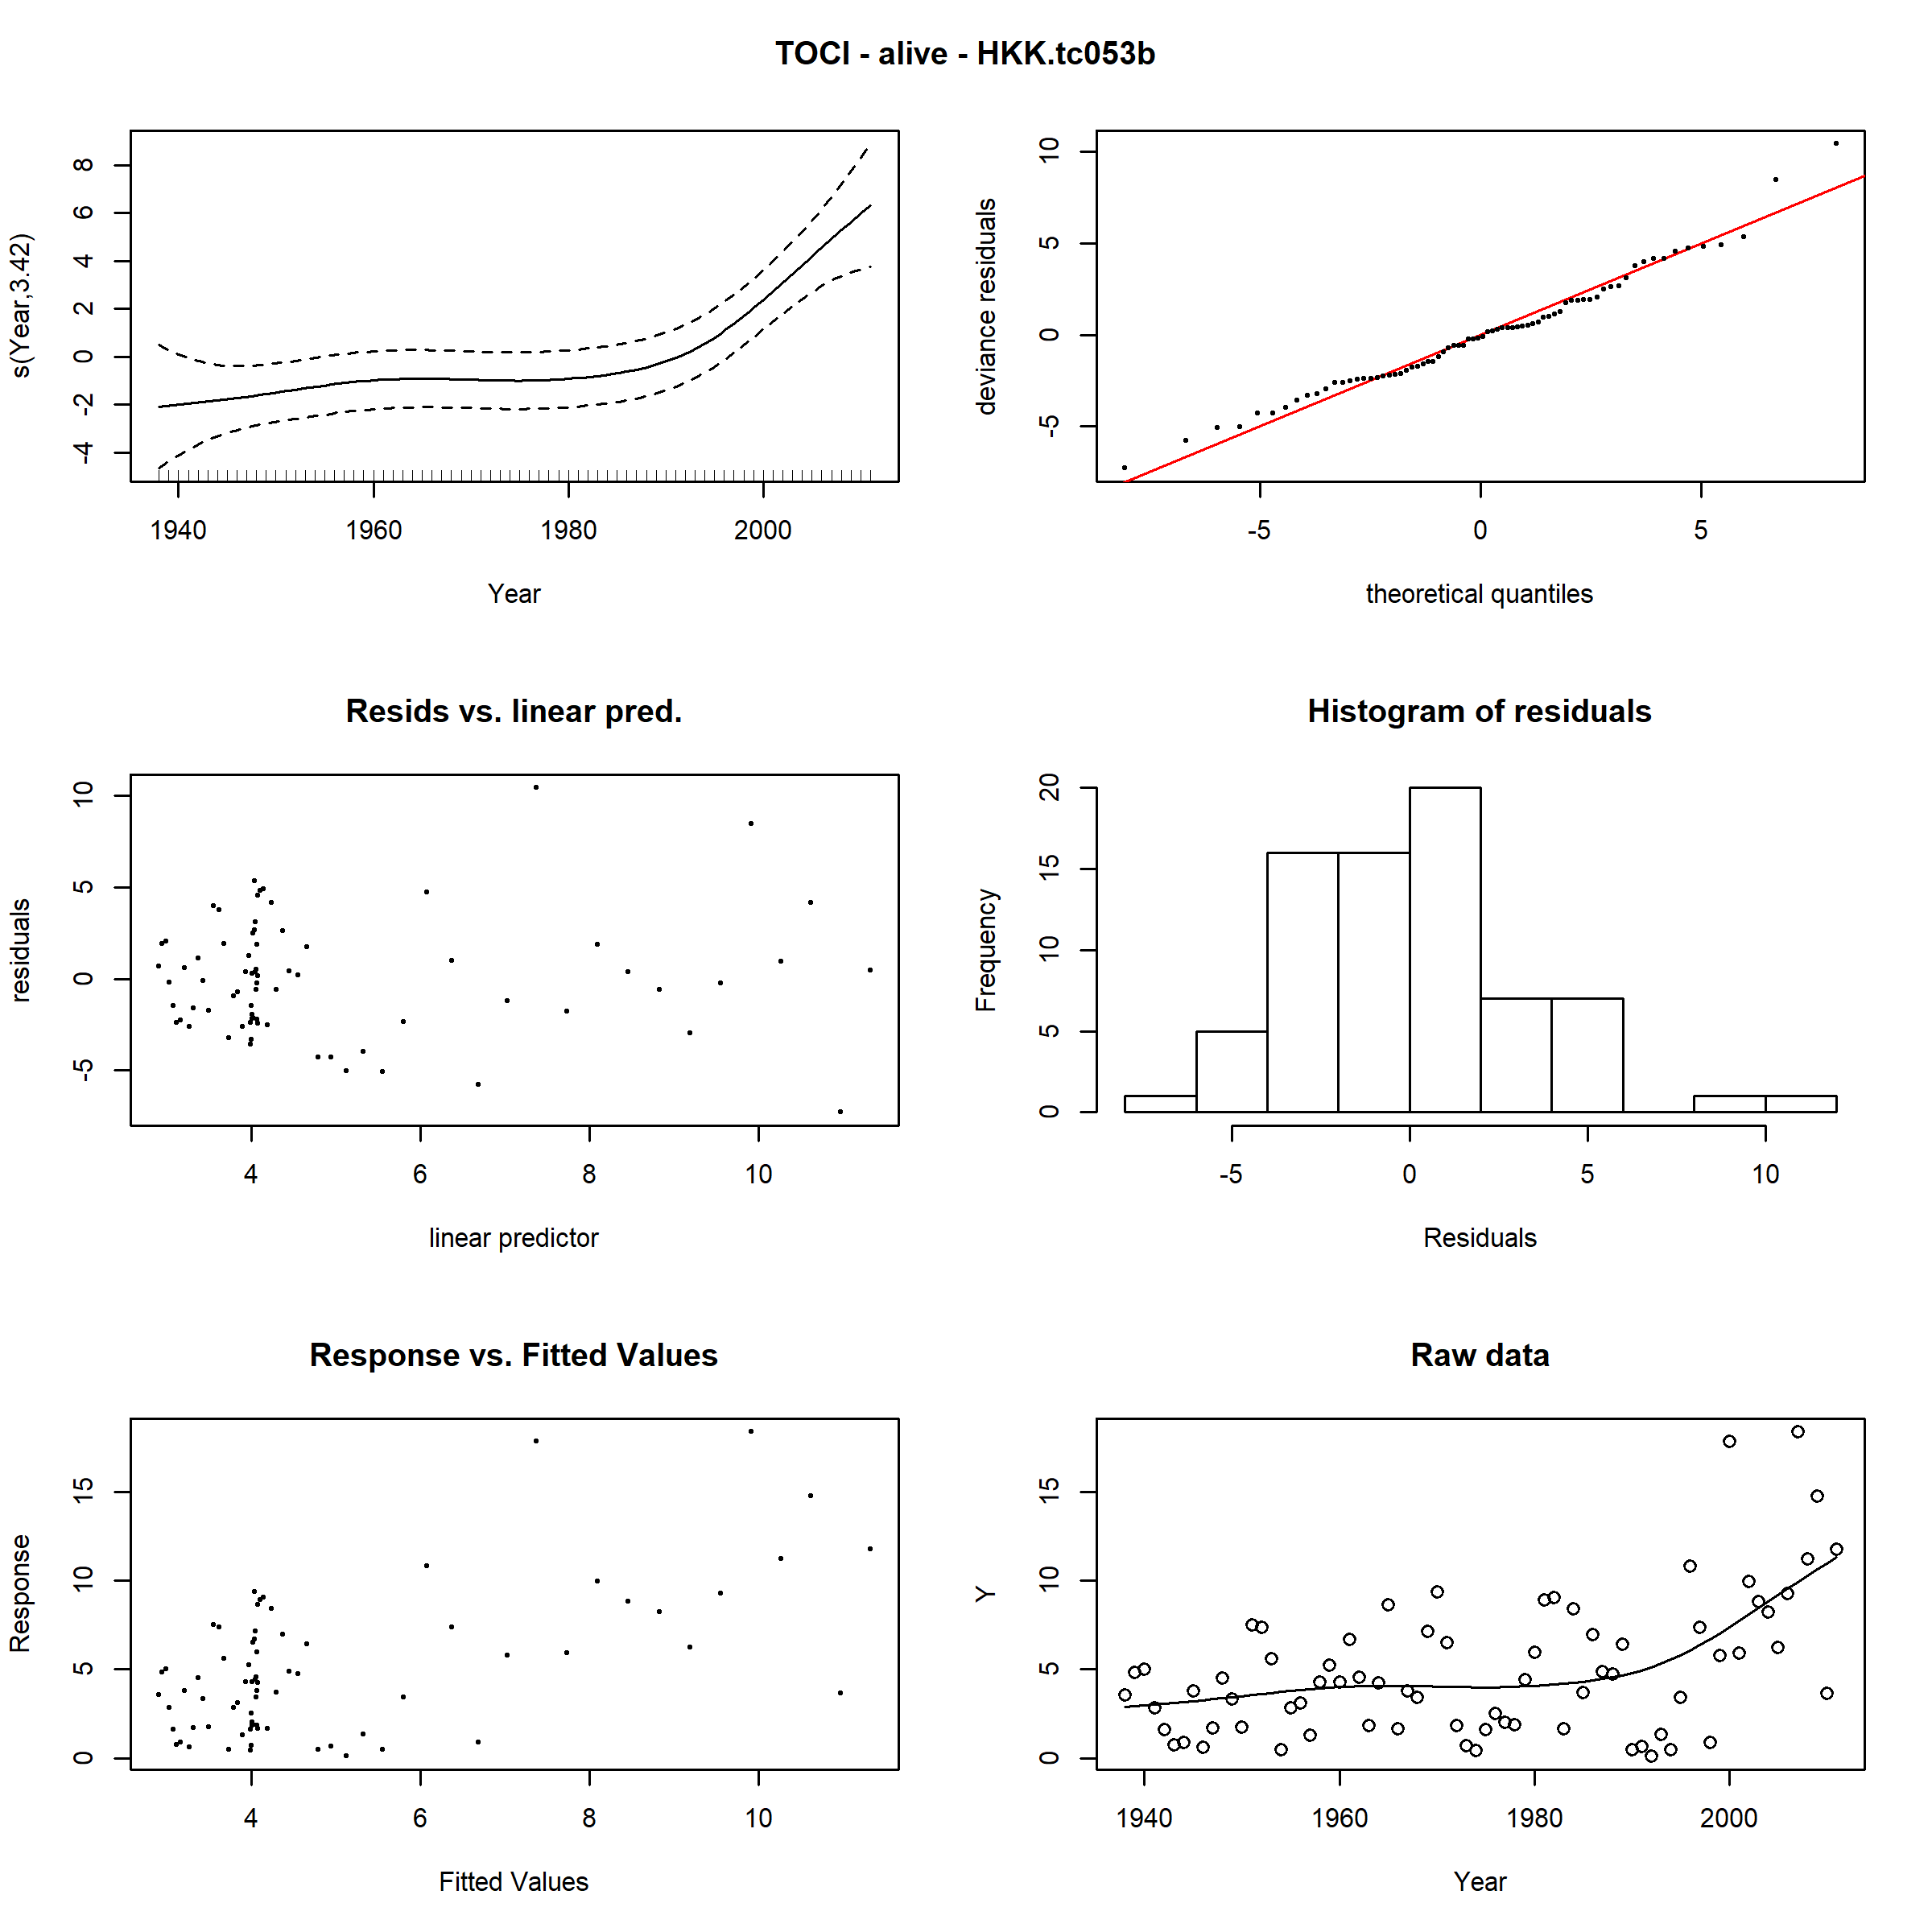 TOCI - alive - HKK.tc053b
s(Year,3.42)
8
6
4
2
0
-2
-4
1940 1960 1980 2000
Year
deviance residuals
10
5
0
-5
-5 0 5
theoretical quantiles
Resids vs. linear pred.
residuals
10
5
0
-5
4 6 8 10
linear predictor
Histogram of residuals
Frequency
20
15
10
5
0
-5 0 5 10
Residuals
Response vs. Fitted Values
Response
15
10
5
0
4 6 8 10
Fitted Values
Raw data
Y
15
10
5
0
1940 1960 1980 2000
Year